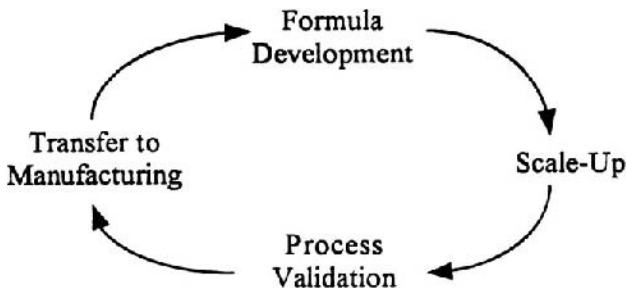 Formula
Development
Scale-Up
Process
Validation
Transfer to
Manufacturing